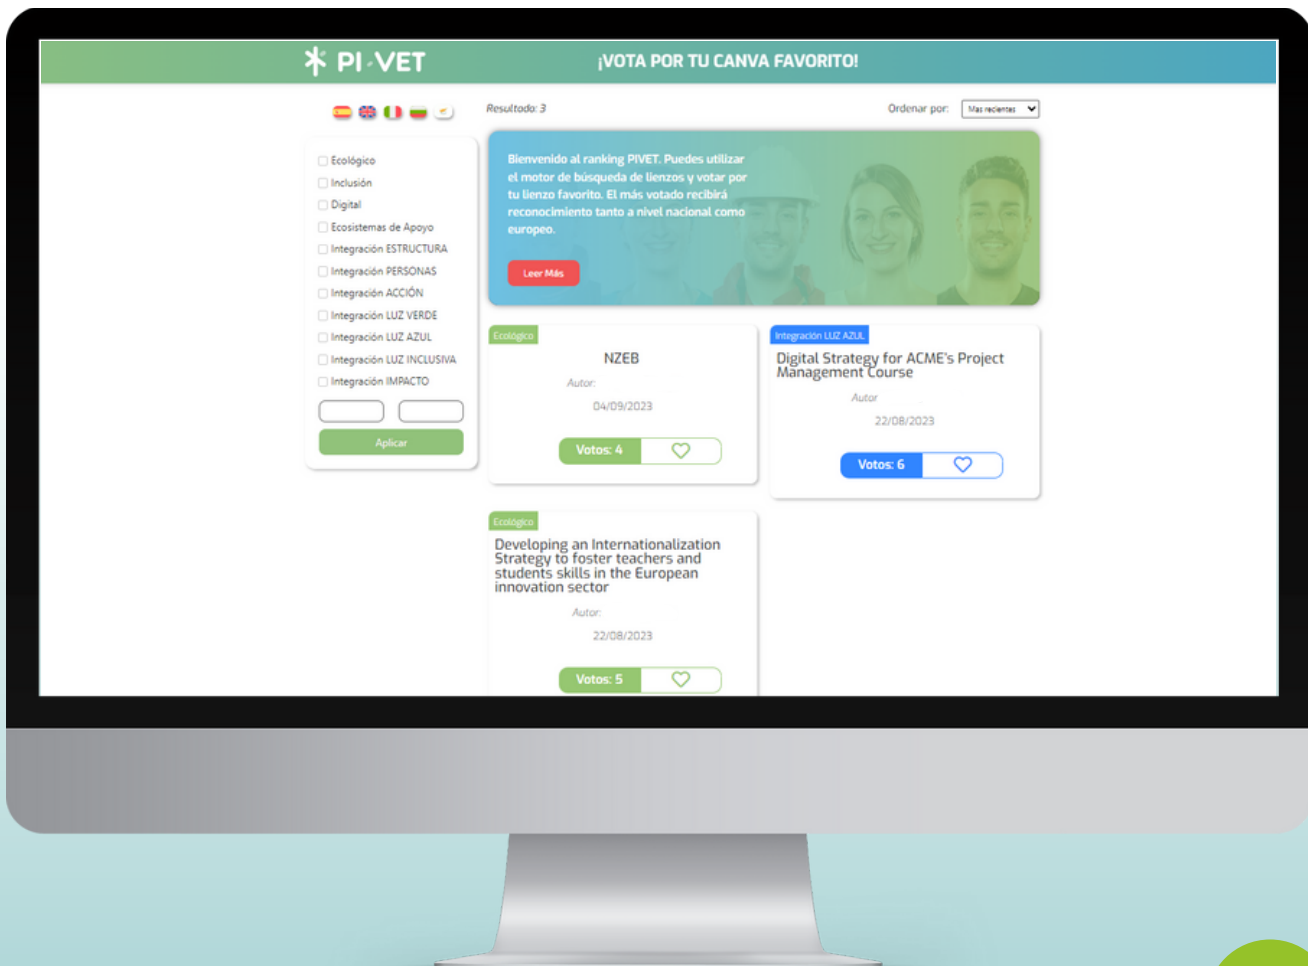 PI-VET
¡VOTA POR TU CANVA FAVORITO!
Resultado: 3
Ordenar por:
Mas recientes
Ecológico
Inclusión
Digital
Ecosistemas de Apoyo
Integración ESTRUCTURA
Integración PERSONAS
Integración ACCIÓN
Integración LUZ VERDE
Integración LUZ AZUL
Integración LUZ INCLUSIVA
Integración IMPACTO
Aplicar
Bienvenido al ranking PIVET. Puedes utilizar
el motor de búsqueda de lienzos y votar por
tu lienzo favorito. El más votado recibirá
reconocimiento tanto a nivel nacional como
europeo.
Leer Más
Ecológico
NZEB
Autor:
04/09/2023
Votos: 4
Integración LUZ AZUL
Digital Strategy for ACME's Project
Management Course
Autor
22/08/2023
Votos: 6
Ecológico
Developing an Internationalization
Strategy to foster teachers and
students skills in the European
innovation sector
Autor:
22/08/2023
Votos: 5